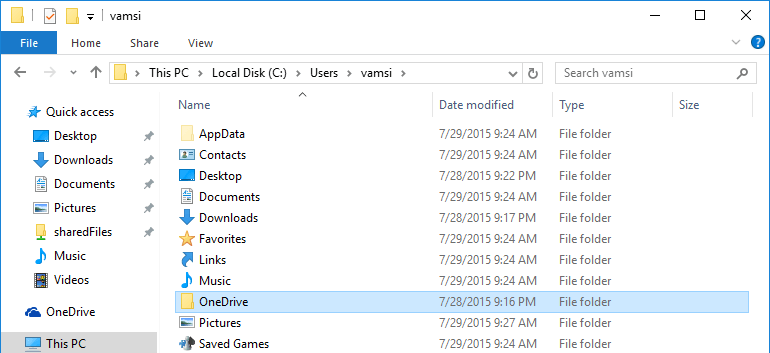 vamsi
File Home Share View
This PC Local Disk (C:) Users vamsi Search vamsi
Name Date modified Type Size
Quick access
Desktop
Downloads
Documents
Pictures
sharedFiles
Music
Videos
OneDrive
This PC
AppData 7/29/2015 9:24 AM File folder
Contacts 7/29/2015 9:24 AM File folder
Desktop 7/28/2015 9:22 PM File folder
Documents 7/29/2015 9:24 AM File folder
Downloads 7/28/2015 9:17 PM File folder
Favorites 7/29/2015 9:24 AM File folder
Links 7/29/2015 9:24 AM File folder
Music 7/29/2015 9:24 AM File folder
OneDrive 7/28/2015 9:16 PM File folder
Pictures 7/29/2015 9:27 AM File folder
Saved Games 7/29/2015 9:24 AM File folder